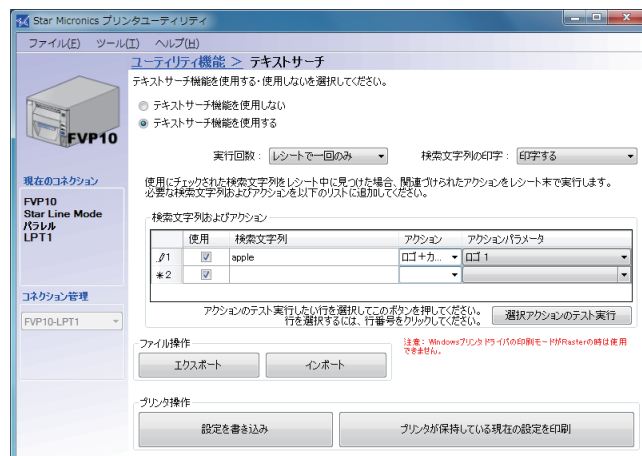 Star Micronics プリンタユーティリティ
ファイル(F) ツール(T) ヘルプ(H)
ユーティリティ機能 > テキストサーチ
テキストサーチ機能を使用する・使用しないを選択してください。
テキストサーチ機能を使用しない
テキストサーチ機能を使用する
FVP10
実行回数： レシートで一回のみ 検索文字列の印字： 印字する
現在のコネクション
FVP10
Star Line Mode
パラレル
LPT1
使用にチェックされた検索文字列をレシート中に見つけた場合、関連づけられたアクションをレシート末で実行します。
必要な検索文字列およびアクションを以下のリストに追加してください。
検索文字列およびアクション
使用 検索文字列 アクション アクションパラメータ
1 apple ロゴ+カ... ロゴ 1
*2
コネクション管理
FVP10-LPT1
アクションのテスト実行したい行を選択してこのボタンを押してください。
行を選択するには、行番号をクリックしてください。
選択アクションのテスト実行
ファイル操作
エクスポート インポート
注意：Windowsプリンタドライバの印刷モードがRasterの時は使用
できません。
プリンタ操作
設定を書き込み プリンタが保持している現在の設定を印刷